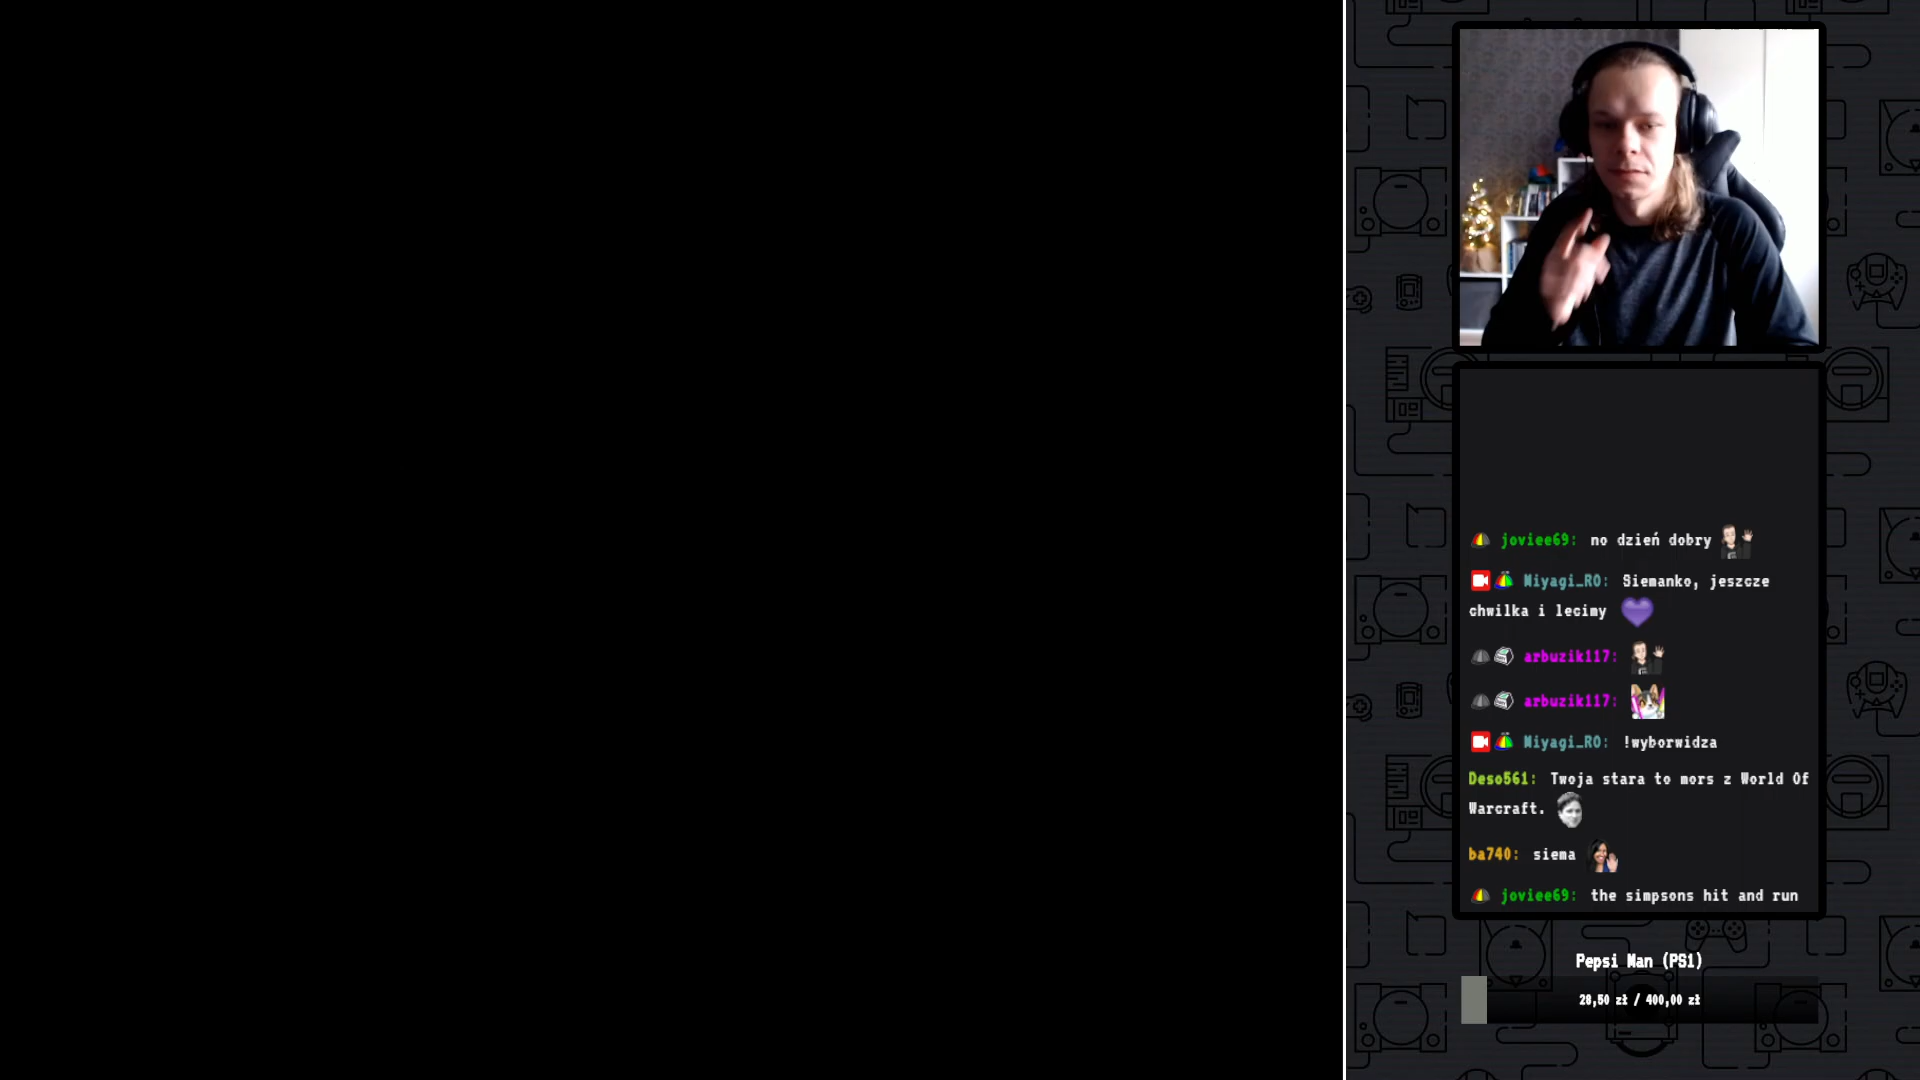 joviee69: no dzień dobry
Miyagi_RO: Siemanko, jeszcze
chwilka i lecimy
arbuzik117:
arbuzik117:
Miyagi_RO: !wyborwidza
Deso561: Twoja stara to mors z World Of
Warcraft.
ba740: siema
joviee69: the simpsons hit and run
Pepsi Man (PS1)
28,50 zł / 400,00 zł